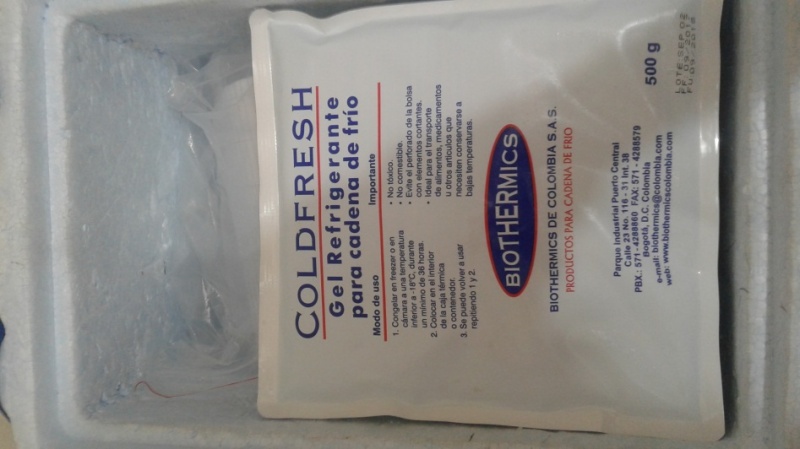 COLDFRESH
Gel Refrigerante
para cadena de frío
Modo de uso
1. Congelar en freezer o en
cámara a una temperatura
inferior a -18°C, durante
un mínimo de 36 horas.
2. Colocar en el interior
de la caja térmica
o contenedor.
3. Se puede volver a usar
repitiendo 1 y 2.
Importante
• No tóxico.
• No comestible.
• Evite el perforado de la bolsa
con elementos cortantes.
• Ideal para el transporte
de alimentos, medicamentos
u otros artículos que
necesiten conservarse a
bajas temperaturas.
BIOTHERMICS
BIOTHERMICS DE COLOMBIA S.A.S.
PRODUCTOS PARA CADENA DE FRIO
Parque Industrial Puerto Central
Calle 23 No. 116 - 31 Int. 38
PBX.: 571-4288860 FAX: 571 - 4288579
Bogotá, D.C. Colombia
e-mail: biothermics@colombia.com
web: www.biothermicscolombia.com
500 g
LOTE SEP 02